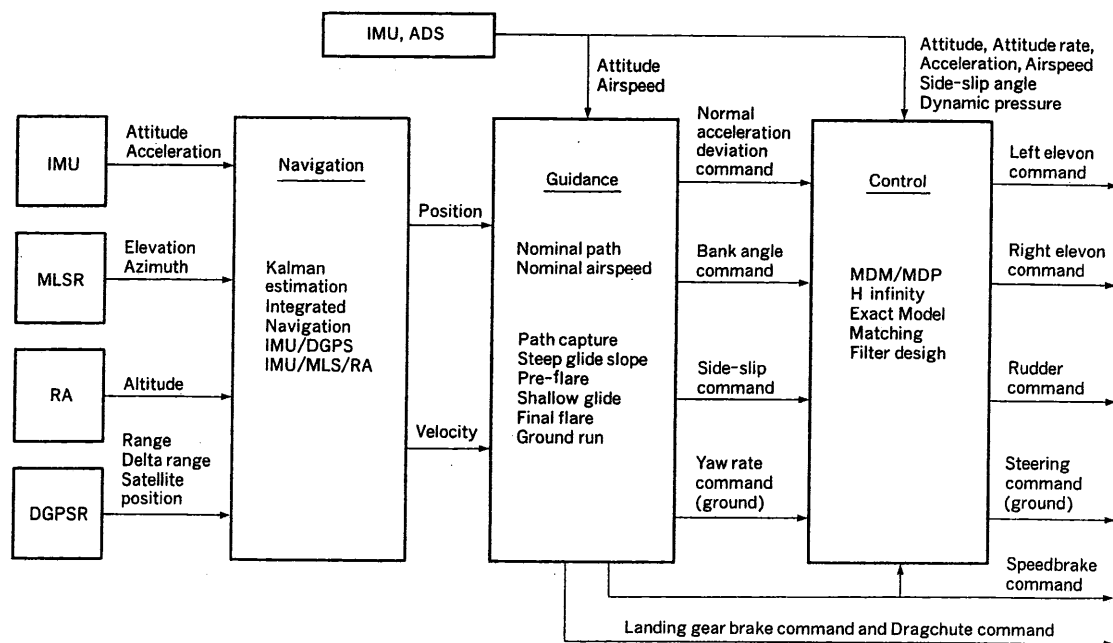 IMU, ADS
Attitude
Airspeed
Attitude, Attitude rate,
Acceleration, Airspeed
Side-slip angle
Dynamic pressure
IMU
Attitude
Acceleration
MLSR
Elevation
Azimuth
RA
Altitude
DGPSR
Range
Delta range
Satellite
position
Navigation
Kalman
estimation
Integrated
Navigation
IMU/DGPS
IMU/MLS/RA
Position
Velocity
Guidance
Nominal path
Nominal airspeed
Path capture
Steep glide slope
Pre-flare
Shallow glide
Final flare
Ground run
Normal
acceleration
deviation
command
Bank angle
command
Side-slip
command
Yaw rate
command
(ground)
Control
MDM/MDP
H infinity
Exact Model
Matching
Filter desigh
Left elevon
command
Right elevon
command
Rudder
command
Steering
command
(ground)
Speedbrake
command
Landing gear brake command and Dragchute command